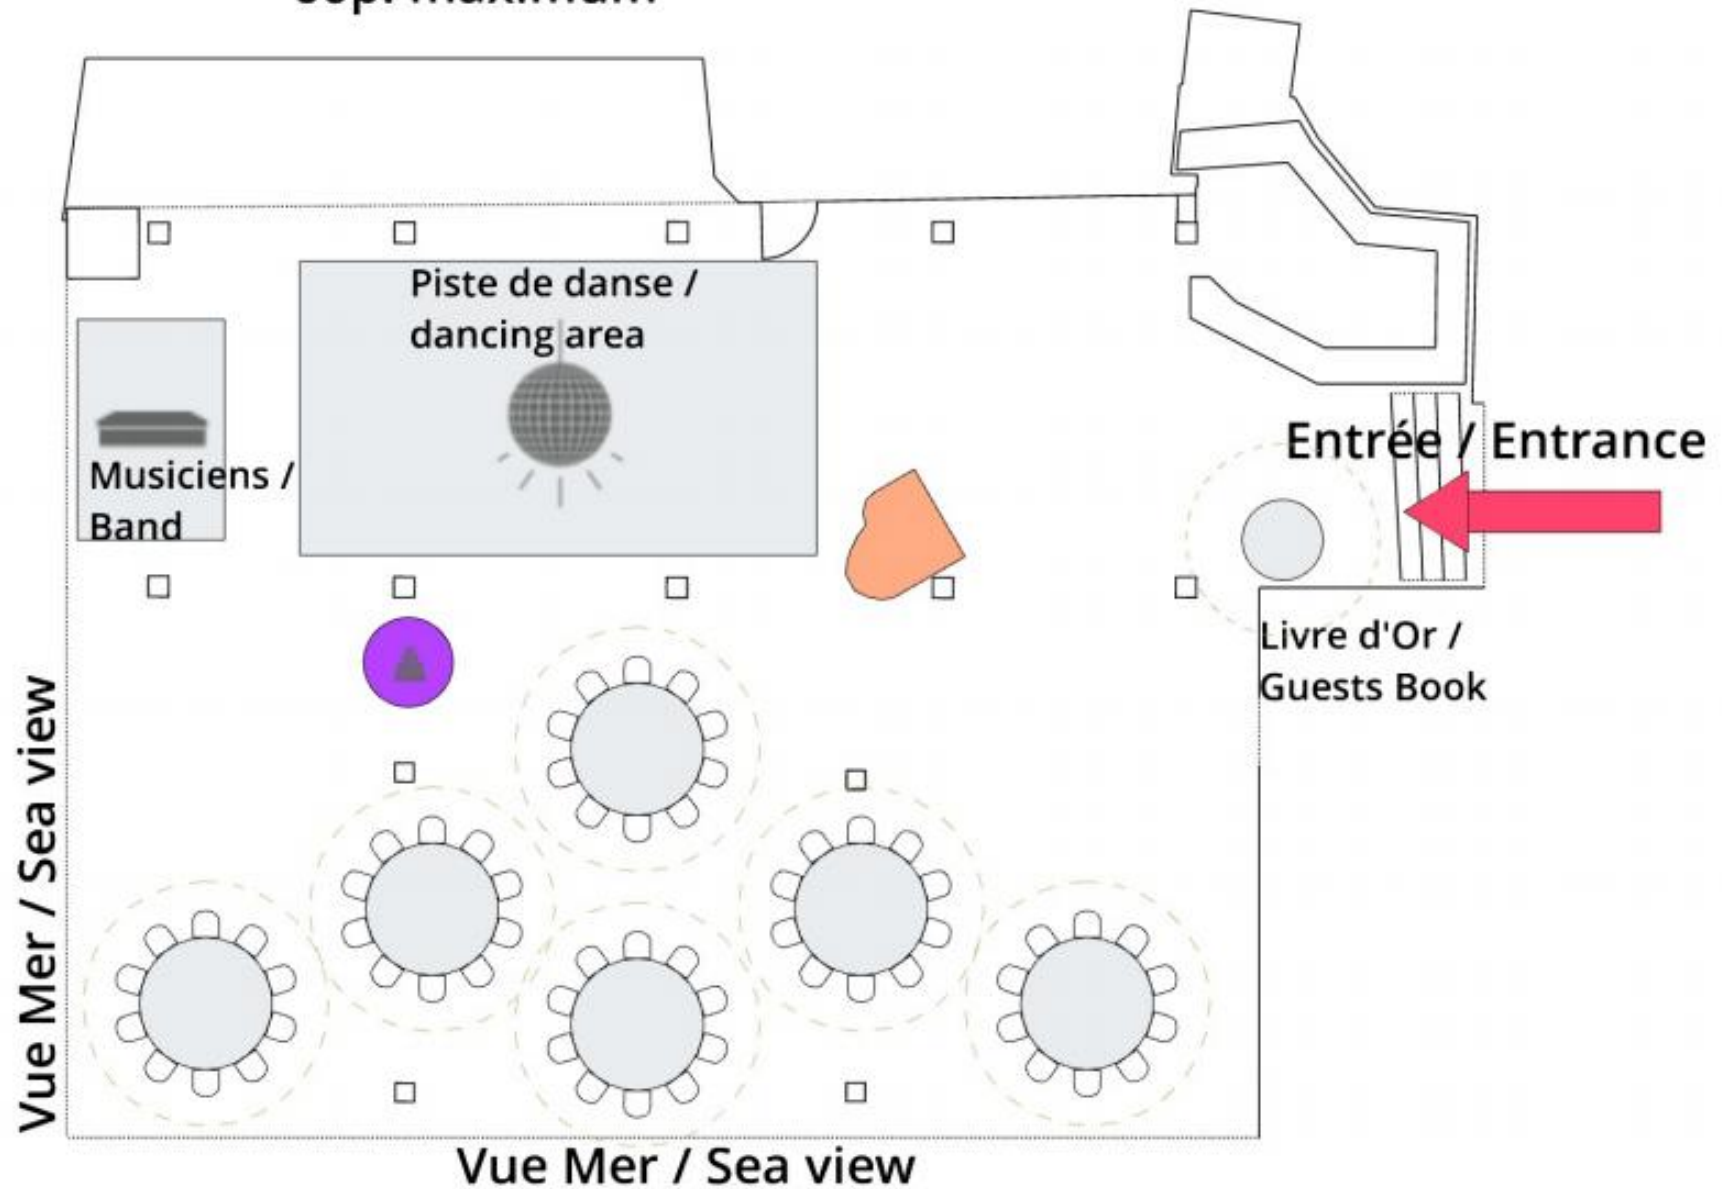 maximum
Piste de danse /
dancing area
Musiciens /
Band
Entrée / Entrance
Livre d'Or /
Guests Book
Vue Mer / Sea view
Vue Mer / Sea view